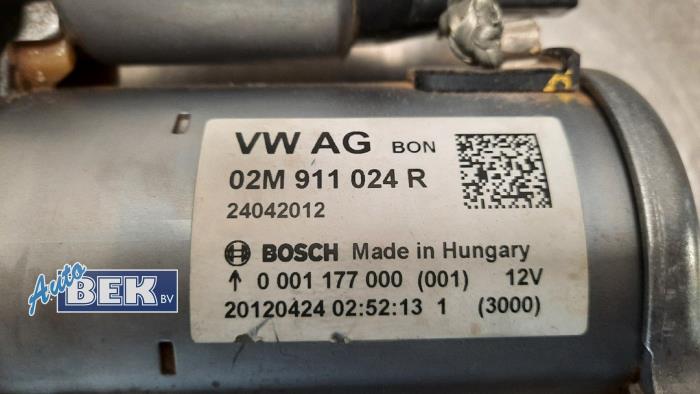 VW AG BON
02M 911 024 R
24042012
BOSCH Made in Hungary
0 001 177 000 (001) 12V
20120424 02:52:13 1 (3000)
Auto BEK BV